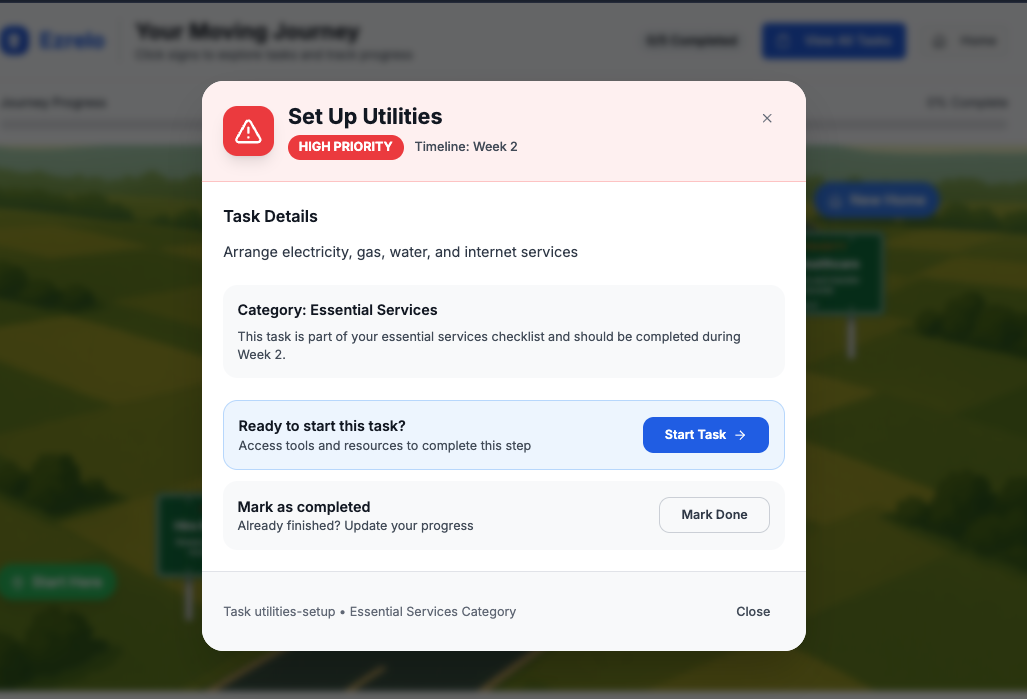 Ezrelo
Your Moving Journey
Click signs to explore tasks and track progress
View All Tasks
Home
Journey Progress
0% Complete
Set Up Utilities
HIGH PRIORITY
Timeline: Week 2
Task Details
Arrange electricity, gas, water, and internet services
Category: Essential Services
This task is part of your essential services checklist and should be completed during
Week 2.
Ready to start this task?
Access tools and resources to complete this step
Start Task →
Mark as completed
Already finished? Update your progress
Mark Done
Task utilities-setup • Essential Services Category
Close
New Home
Start Here